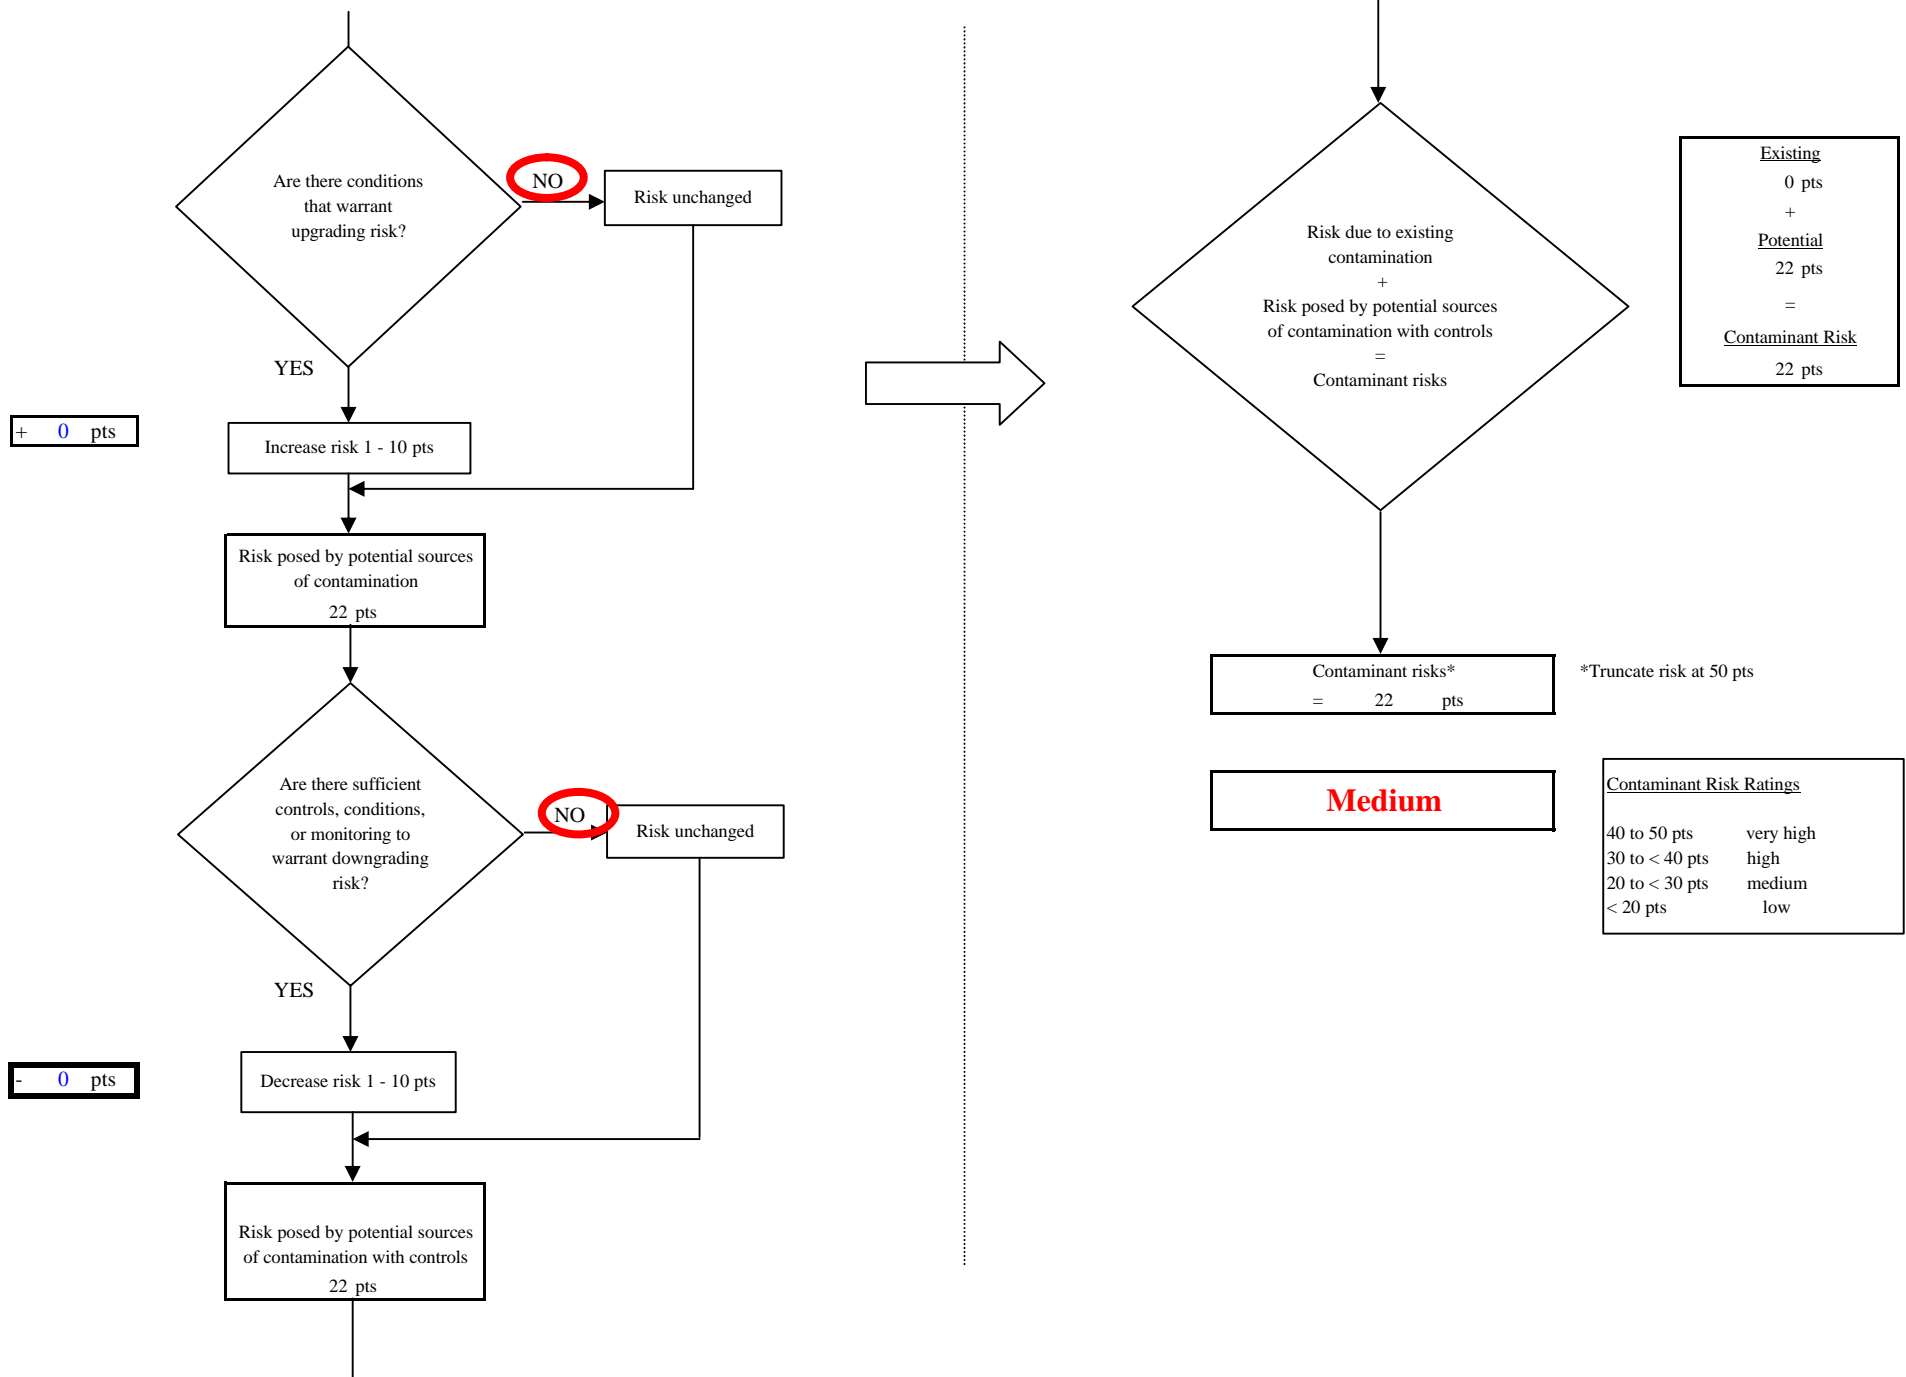 Are there conditions
that warrant
upgrading risk?
NO
Risk unchanged
YES
+ 0 pts
Increase risk 1 - 10 pts
Risk posed by potential sources
of contamination
22 pts
Are there sufficient
controls, conditions,
or monitoring to
warrant downgrading
risk?
NO
Risk unchanged
YES
- 0 pts
Decrease risk 1 - 10 pts
Risk posed by potential sources
of contamination with controls
22 pts
Risk due to existing
contamination
+
Risk posed by potential sources
of contamination with controls
=
Contaminant risks
Existing
0 pts
+
Potential
22 pts
=
Contaminant Risk
22 pts
Contaminant risks*
= 22 pts
*Truncate risk at 50 pts
Medium
Contaminant Risk Ratings
40 to 50 pts very high
30 to < 40 pts high
20 to < 30 pts medium
< 20 pts low